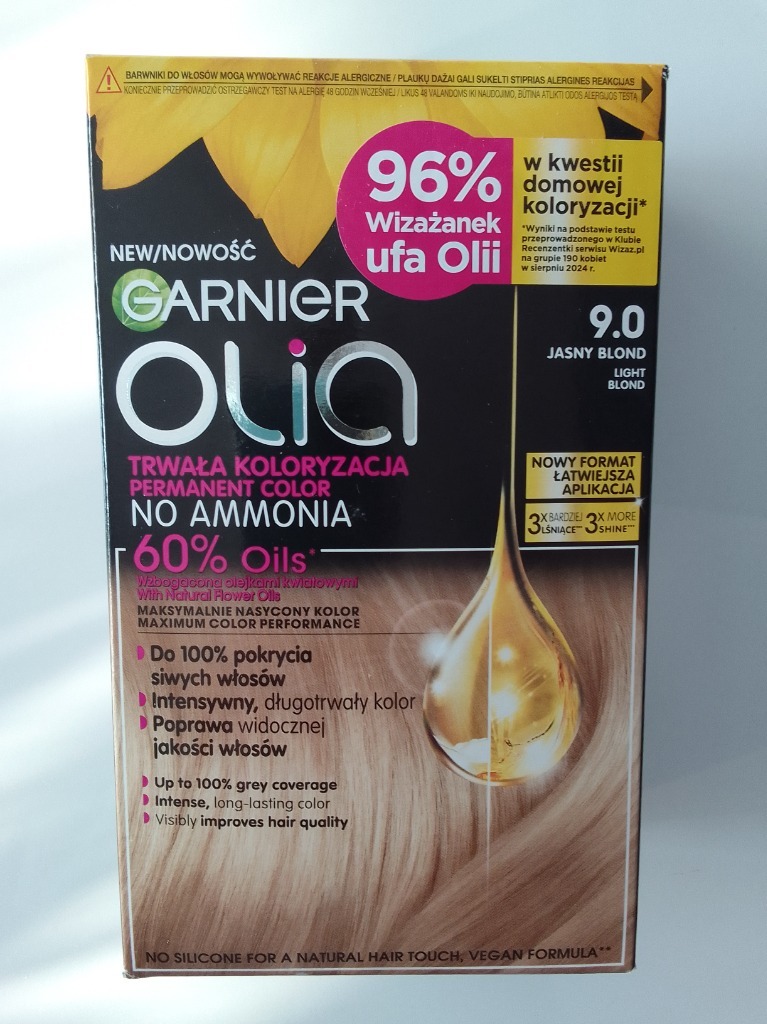 BARWNIKI DO WŁOSÓW MOGĄ WYWOŁYWAĆ REAKCJE ALERGICZNE / PLAUKŲ DAŽAI GALI SUKELTI STIPRIAS ALERGINES REAKCIJAS
KONIECZNIE PRZEPROWADZIĆ OSTRZEGAWCZY TEST NA ALERGIĘ 48 GODZIN WCZEŚNIEJ / LIKUS 48 VALANDOMS IKI NAUDOJIMO, BŪTINA ATLIKTI ODOS ALERGIJOS TESTĄ
96%
Wizażanek
ufa Olii
w kwestii
domowej
koloryzacji*
*Wyniki na podstawie testu
przeprowadzonego w Klubie
Recenzentki serwisu Wizaz.pl
na grupie 190 kobiet
w sierpniu 2024 r.
NEW/NOWOŚĆ
GARNIER
OLIA
9.0
JASNY BLOND
LIGHT
BLOND
TRWAŁA KOLORYZACJA
PERMANENT COLOR
NO AMMONIA
NOWY FORMAT
ŁATWIEJSZA
APLIKACJA
3X BARDZIEJ LŚNIĄCE*** 3X MORE SHINE***
60% Oils*
Wzbogacona olejkami kwiatowymi
With Natural Flower Oils
MAKSYMALNIE NASYCONY KOLOR
MAXIMUM COLOR PERFORMANCE
Do 100% pokrycia
siwych włosów
Intensywny, długotrwały kolor
Poprawa widocznej
jakości włosów
Up to 100% grey coverage
Intense, long-lasting color
Visibly improves hair quality
NO SILICONE FOR A NATURAL HAIR TOUCH, VEGAN FORMULA**